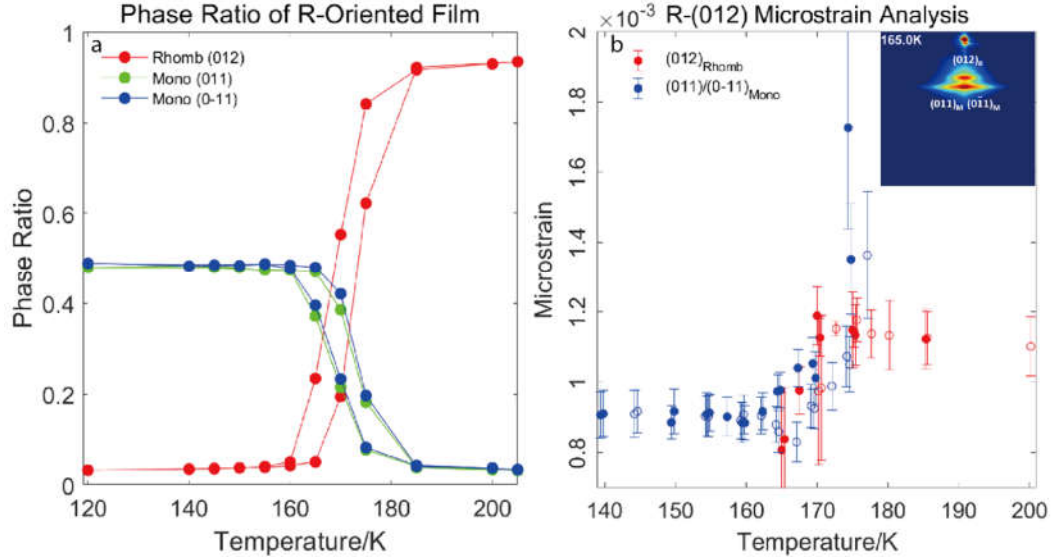 Phase Ratio of R-Oriented Film
a
Rhomb (012)
Mono (011)
Mono (0-11)
Phase Ratio
1
0.8
0.6
0.4
0.2
0
120
140
160
180
200
Temperature/K
×10⁻³
R-(012) Microstrain Analysis
b
(012)Rhomb
(011)/(0-11)Mono
165.0K
(012)R
(011)M (01̄1)M
Microstrain
2
1.8
1.6
1.4
1.2
1
0.8
140
150
160
170
180
190
200
Temperature/K